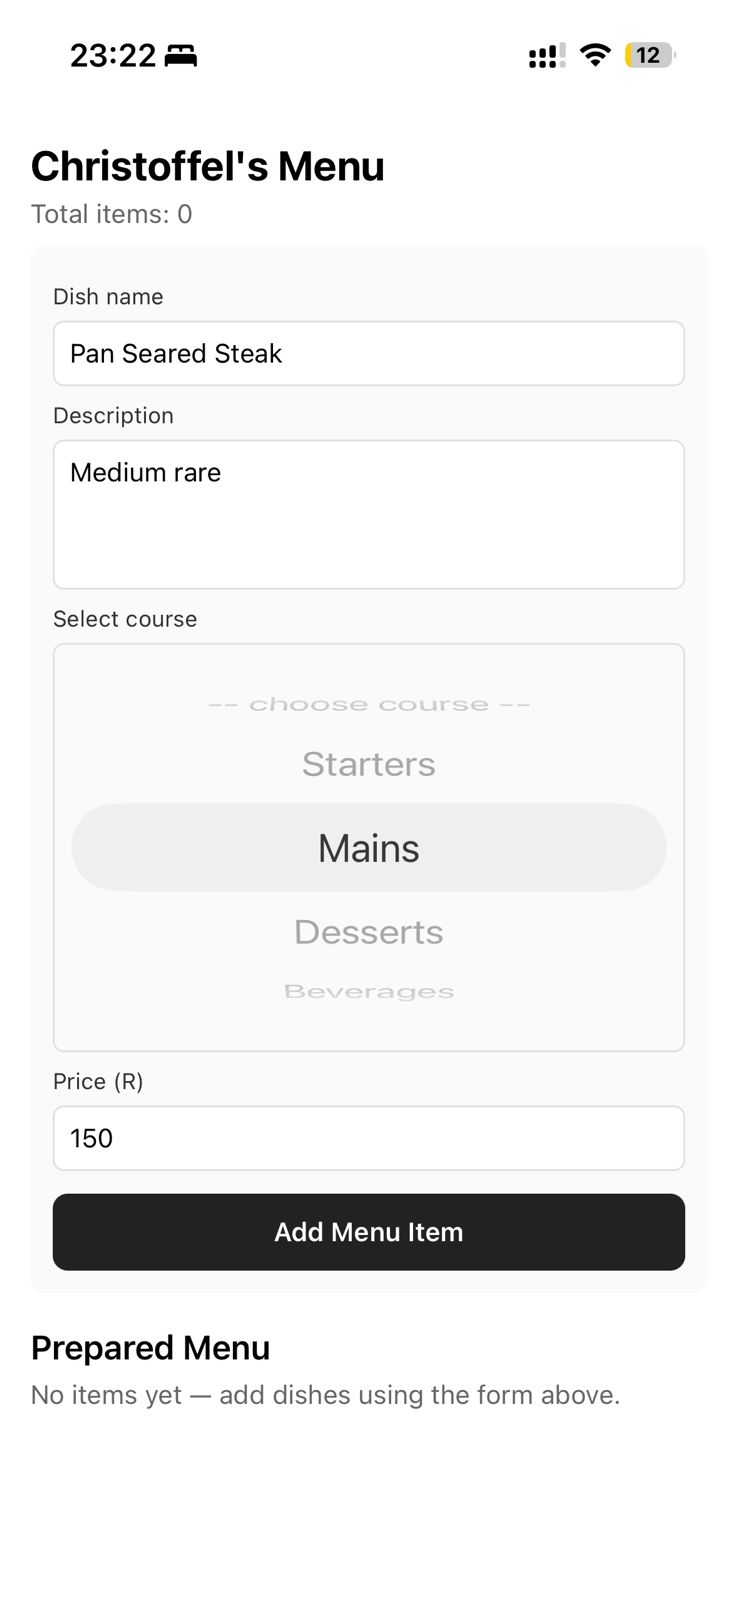 23:22
12
Christoffel's Menu
Total items: 0
Dish name
Pan Seared Steak
Description
Medium rare
Select course
-- choose course --
Starters
Mains
Desserts
Beverages
Price (R)
150
Add Menu Item
Prepared Menu
No items yet — add dishes using the form above.